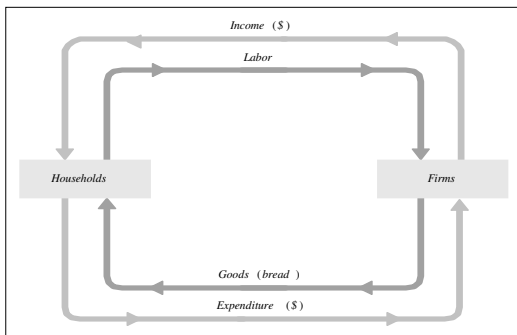 Income ($)
Labor
Households
Firms
Goods (bread )
Expenditure ($)